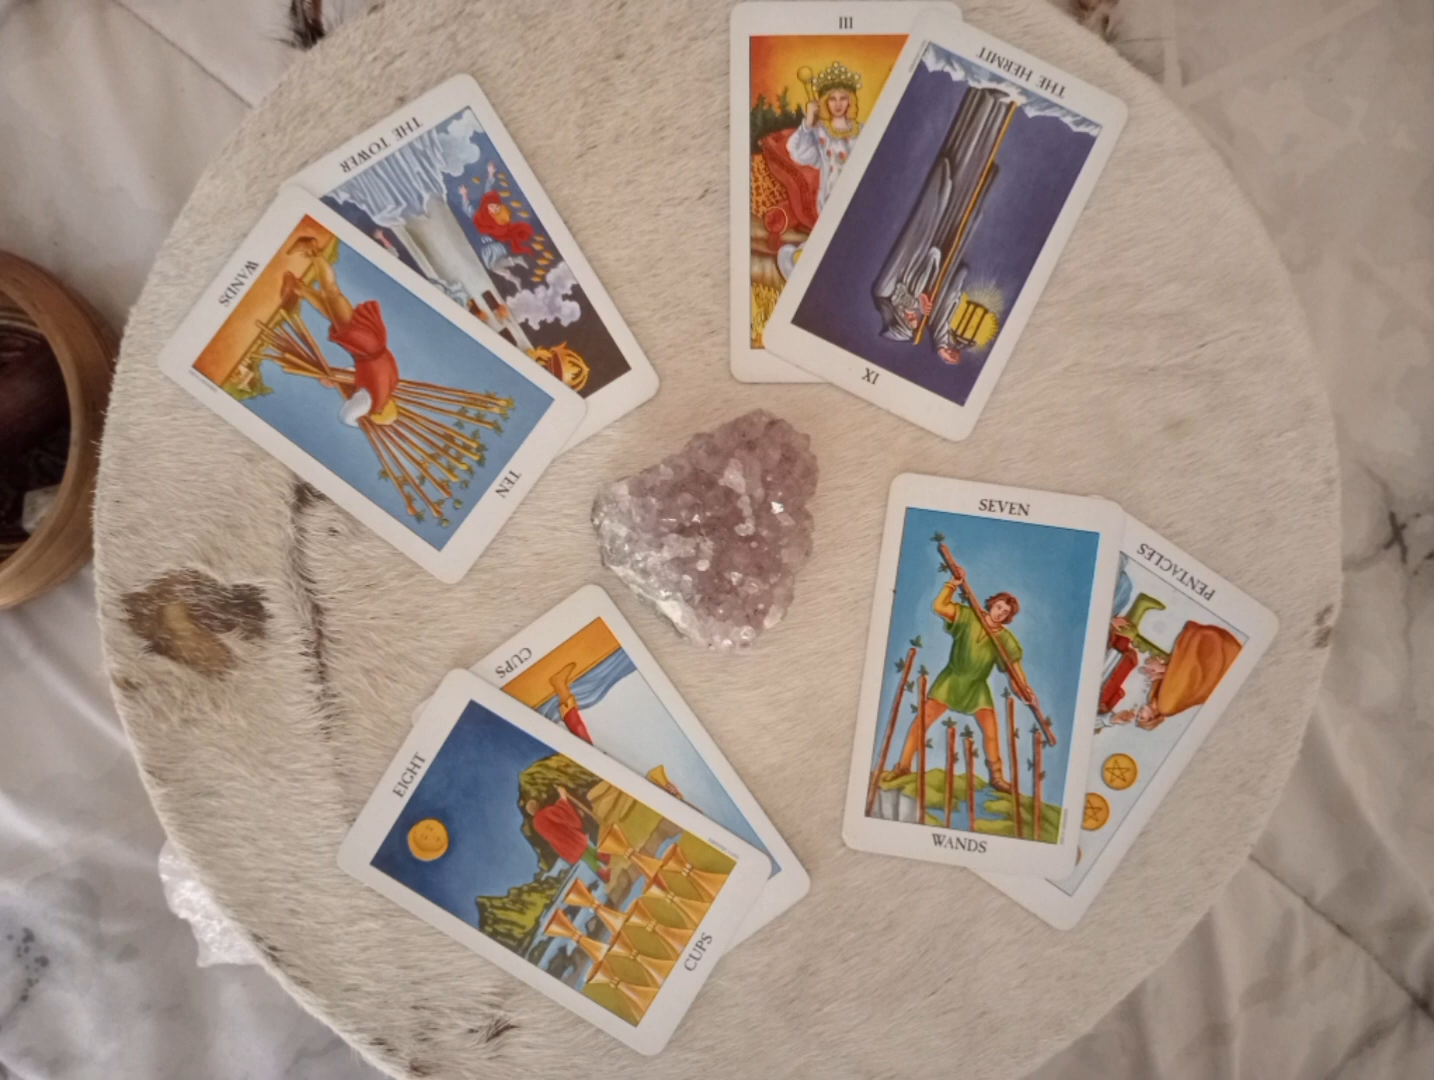 III
THE HERMIT
IX
THE TOWER
WANDS
TEN
SEVEN
WANDS
PENTACLES
CUPS
EIGHT
CUPS